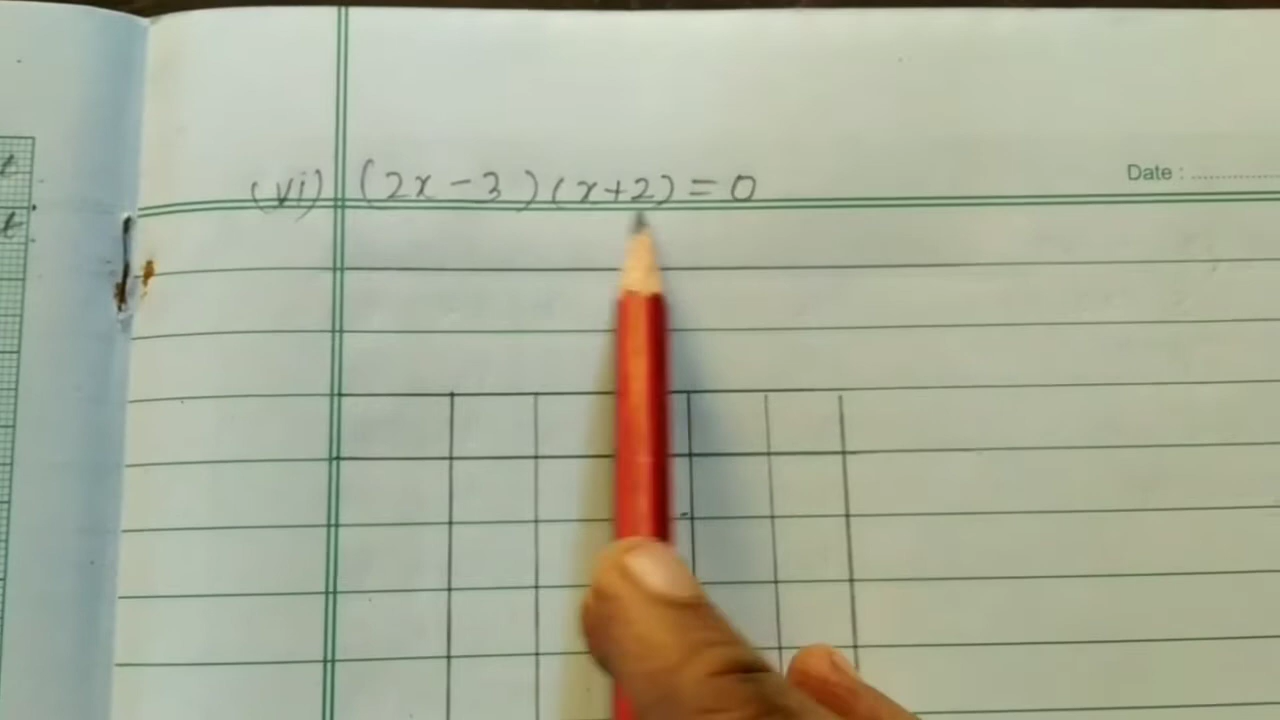 Date : ..................
(vi) (2x - 3) (x+2) = 0
t
t